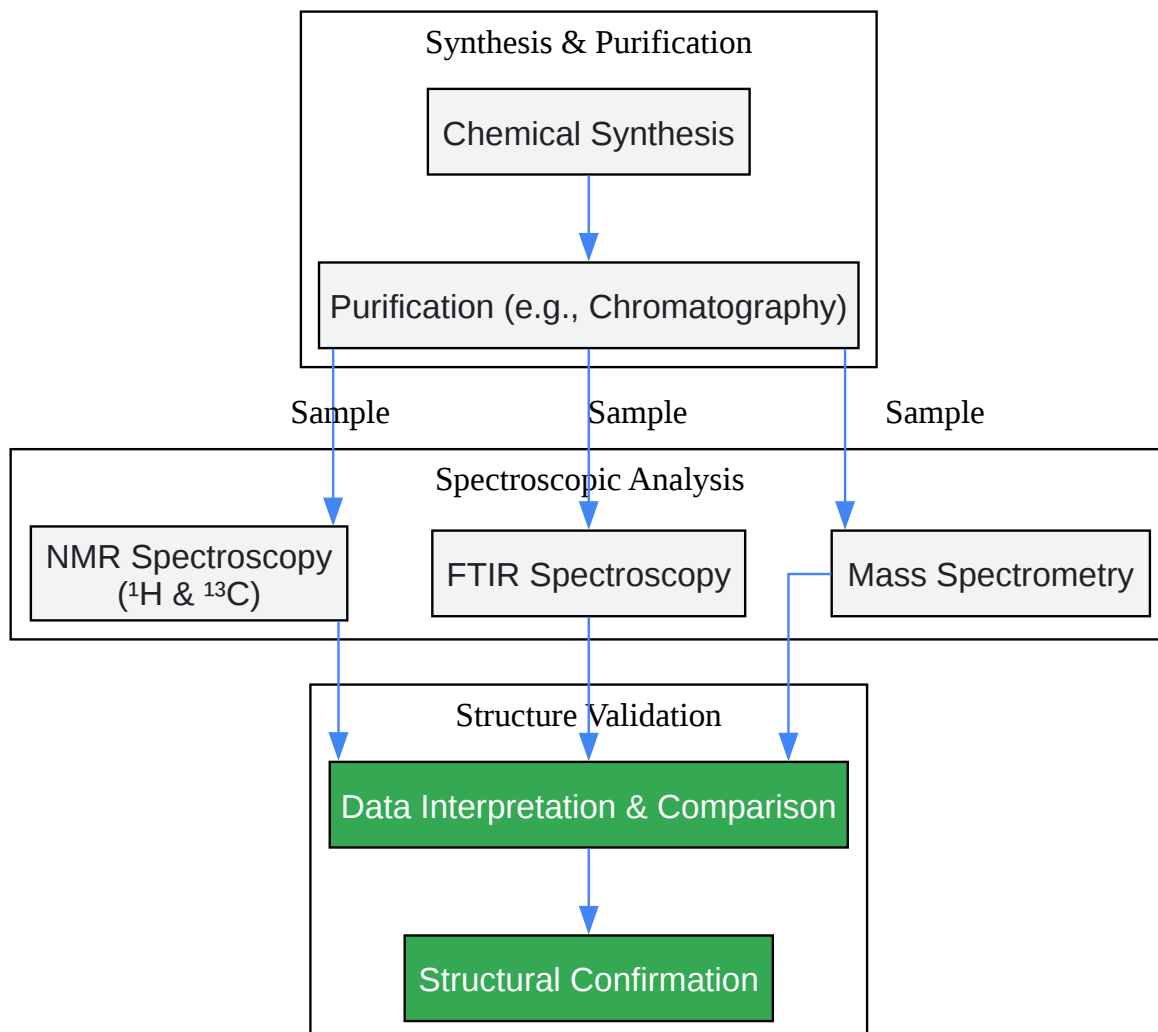 Synthesis & Purification
Chemical Synthesis
Purification (e.g., Chromatography)
Sample
Sample
Sample
Spectroscopic Analysis
NMR Spectroscopy
(¹H & ¹³C)
FTIR Spectroscopy
Mass Spectrometry
Structure Validation
Data Interpretation & Comparison
Structural Confirmation